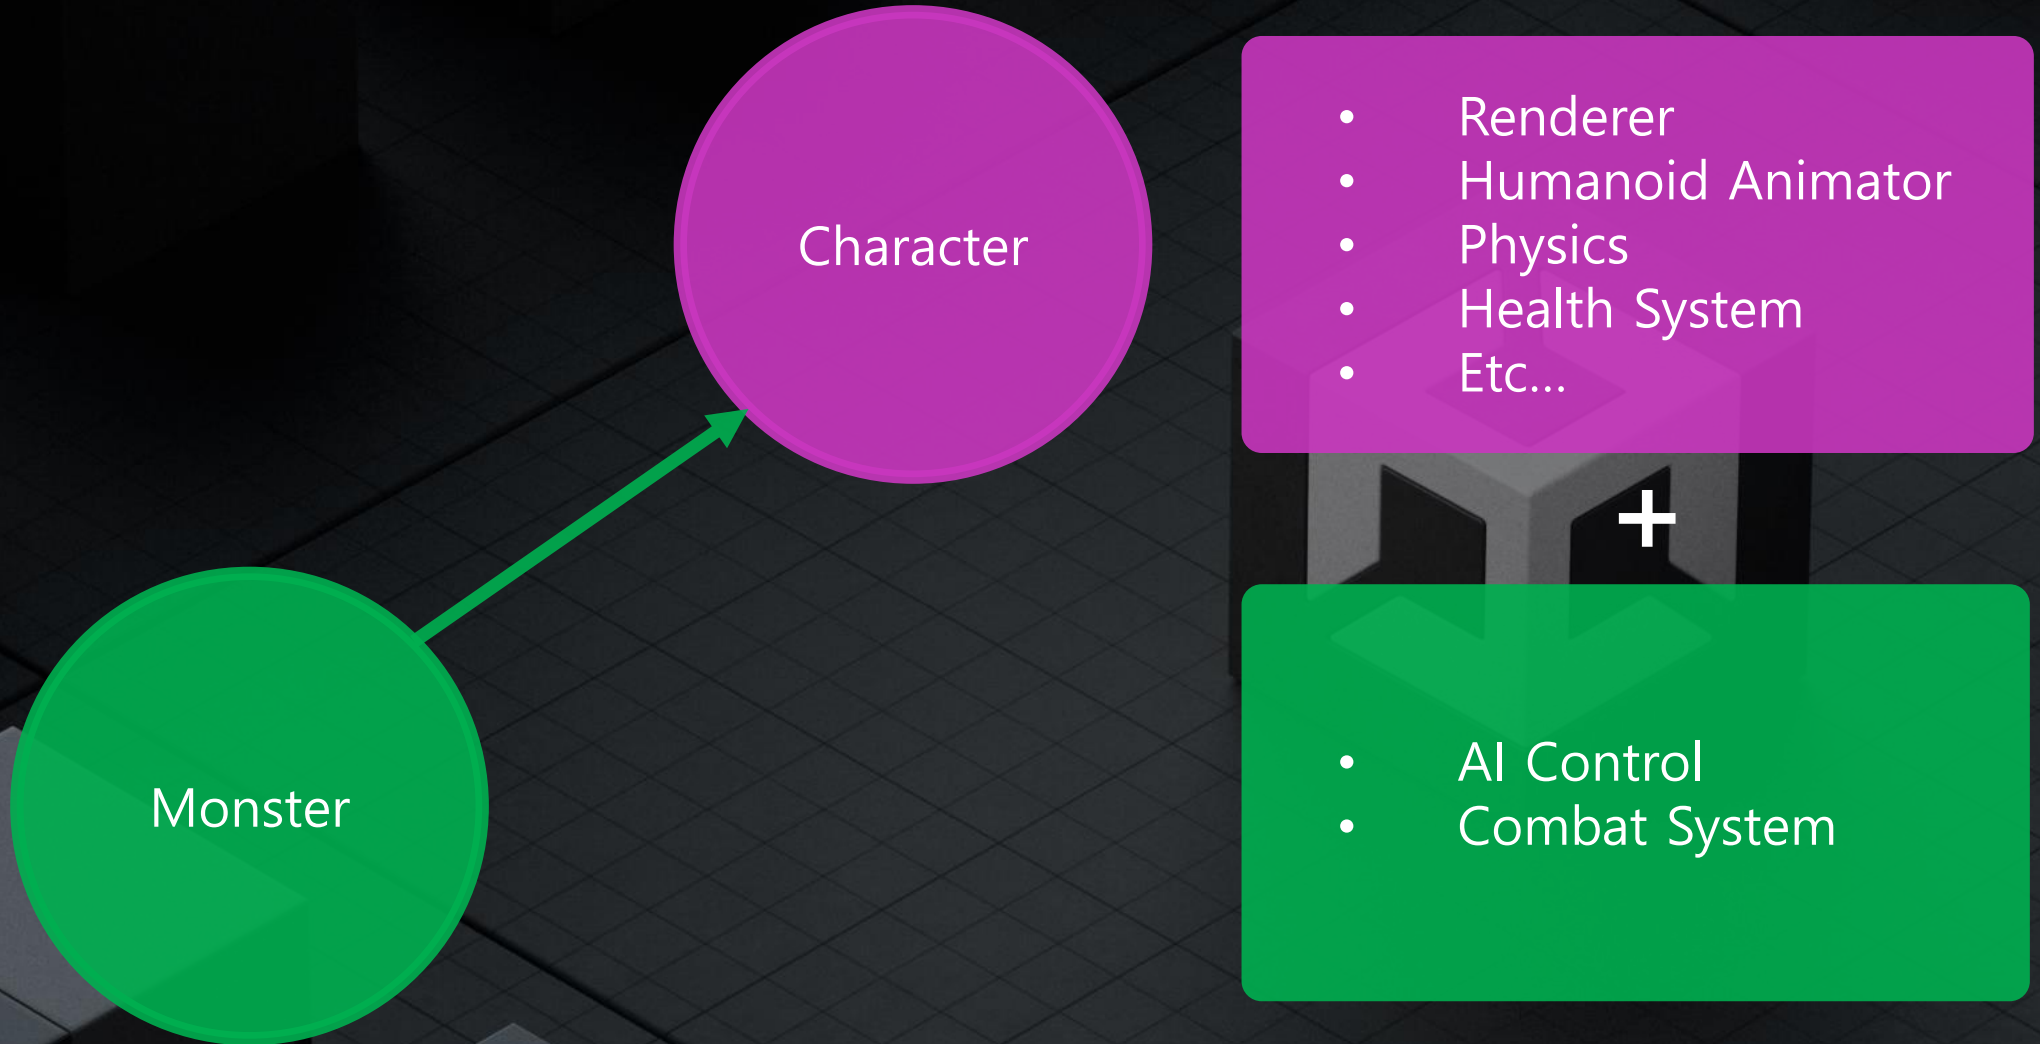 Character
Monster
• Renderer
• Humanoid Animator
• Physics
• Health System
• Etc...
+
• AI Control
• Combat System